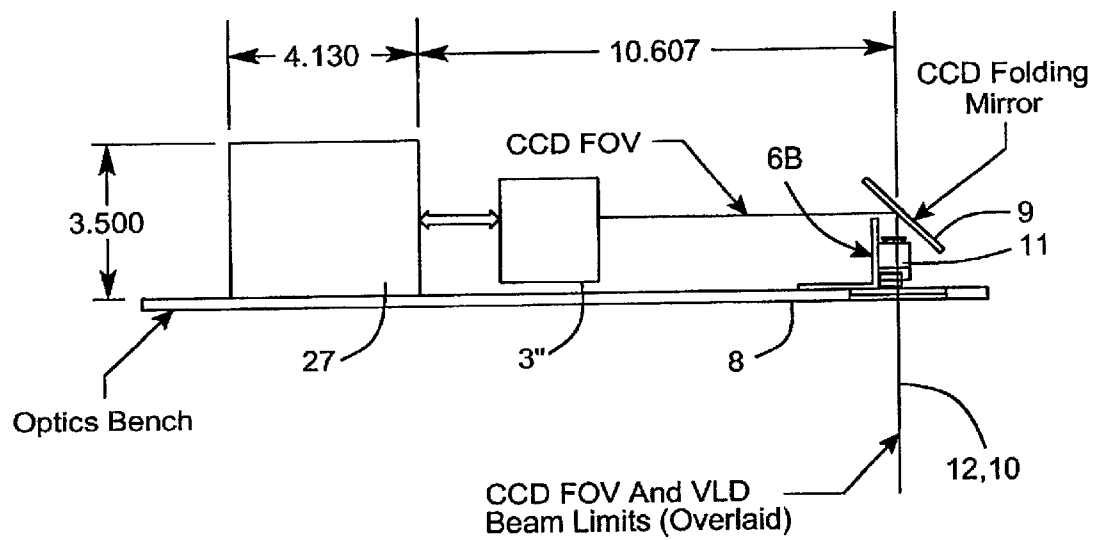 4.130
10.607
CCD Folding
Mirror
CCD FOV
6B
3.500
9
11
27
3"
8
Optics Bench
12,10
CCD FOV And VLD
Beam Limits (Overlaid)